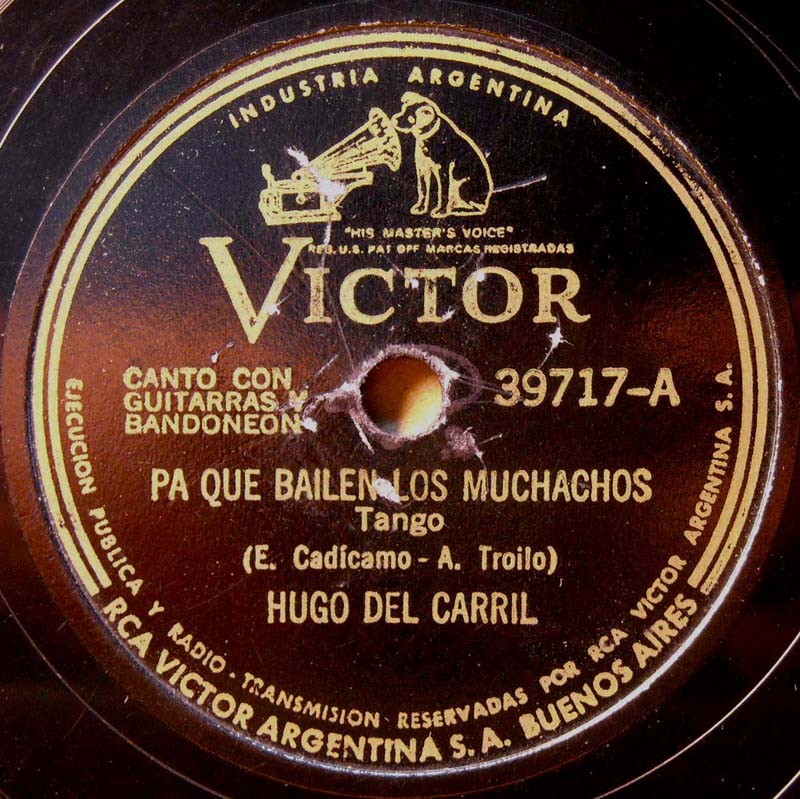 INDUSTRIA ARGENTINA
"HIS MASTER'S VOICE"
REG. U.S. PAT OFF MARCAS REGISTRADAS
VICTOR
CANTO CON
GUITARRAS Y
BANDONEON
39717-A
PA QUE BAILEN LOS MUCHACHOS
Tango
(E. Cadícamo - A. Troilo)
HUGO DEL CARRIL
EJECUCION PUBLICA Y RADIO-TRANSMISION RESERVADAS POR RCA VICTOR ARGENTINA S. A.
RCA VICTOR ARGENTINA S. A. BUENOS AIRES